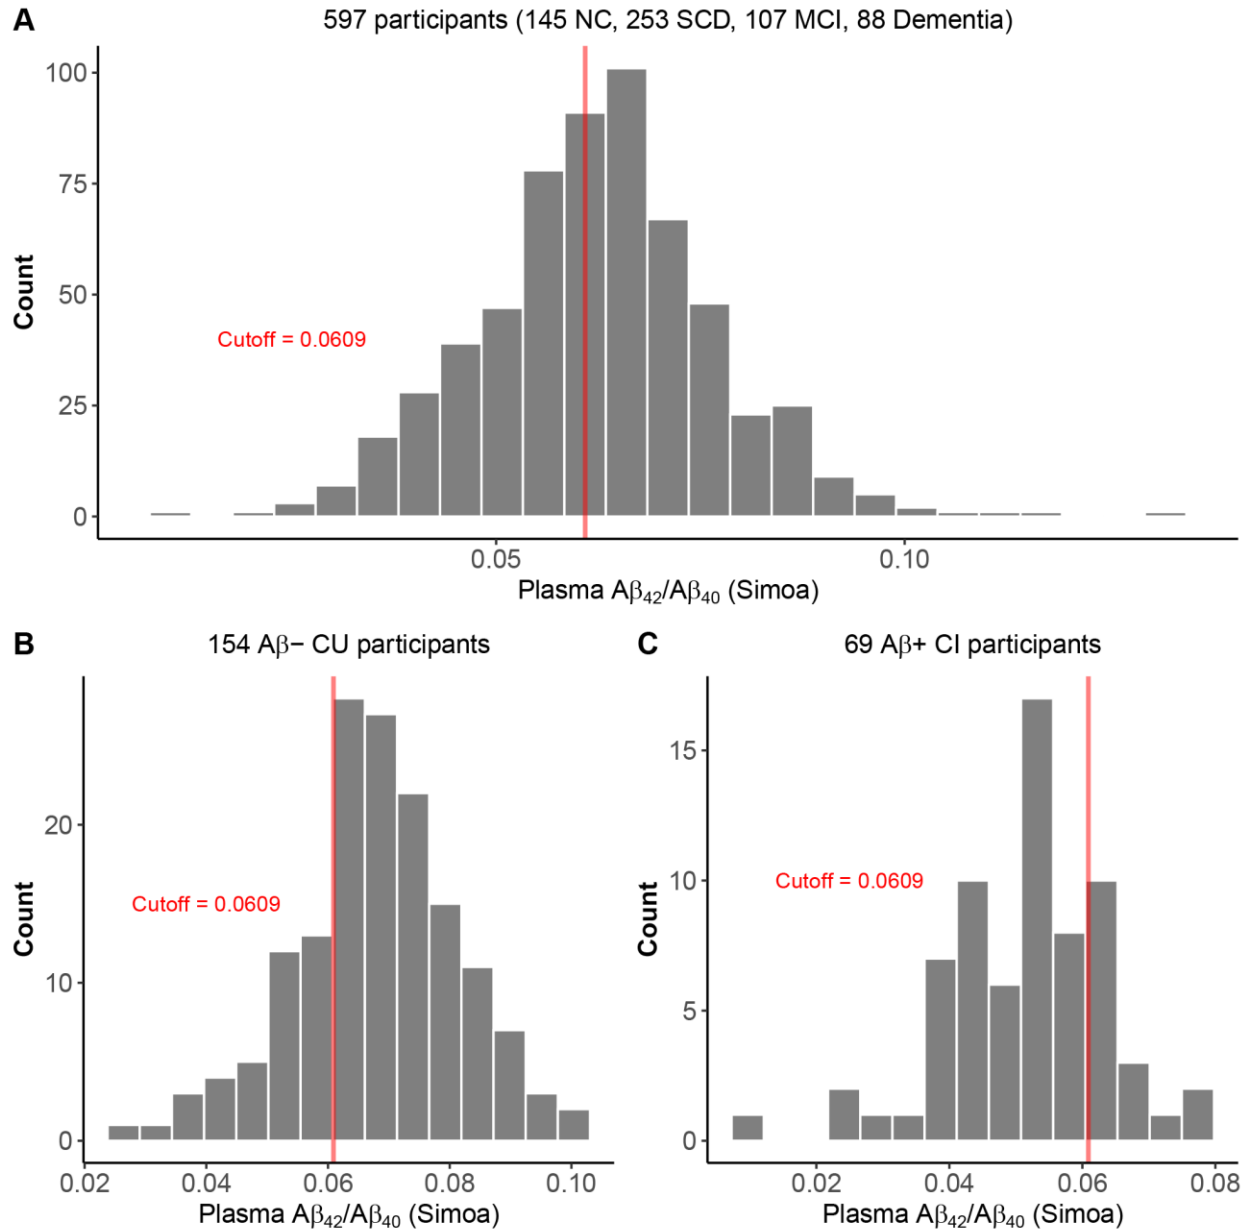 A
597 participants (145 NC, 253 SCD, 107 MCI, 88 Dementia)
100
75
50
25
0
Count
Cutoff = 0.0609
0.05 0.10
Plasma Aβ₄₂/Aβ₄₀ (Simoa)
B
154 Aβ− CU participants
20
10
0
Count
Cutoff = 0.0609
0.02 0.04 0.06 0.08 0.10
Plasma Aβ₄₂/Aβ₄₀ (Simoa)
C
69 Aβ+ CI participants
15
10
5
0
Count
Cutoff = 0.0609
0.02 0.04 0.06 0.08
Plasma Aβ₄₂/Aβ₄₀ (Simoa)